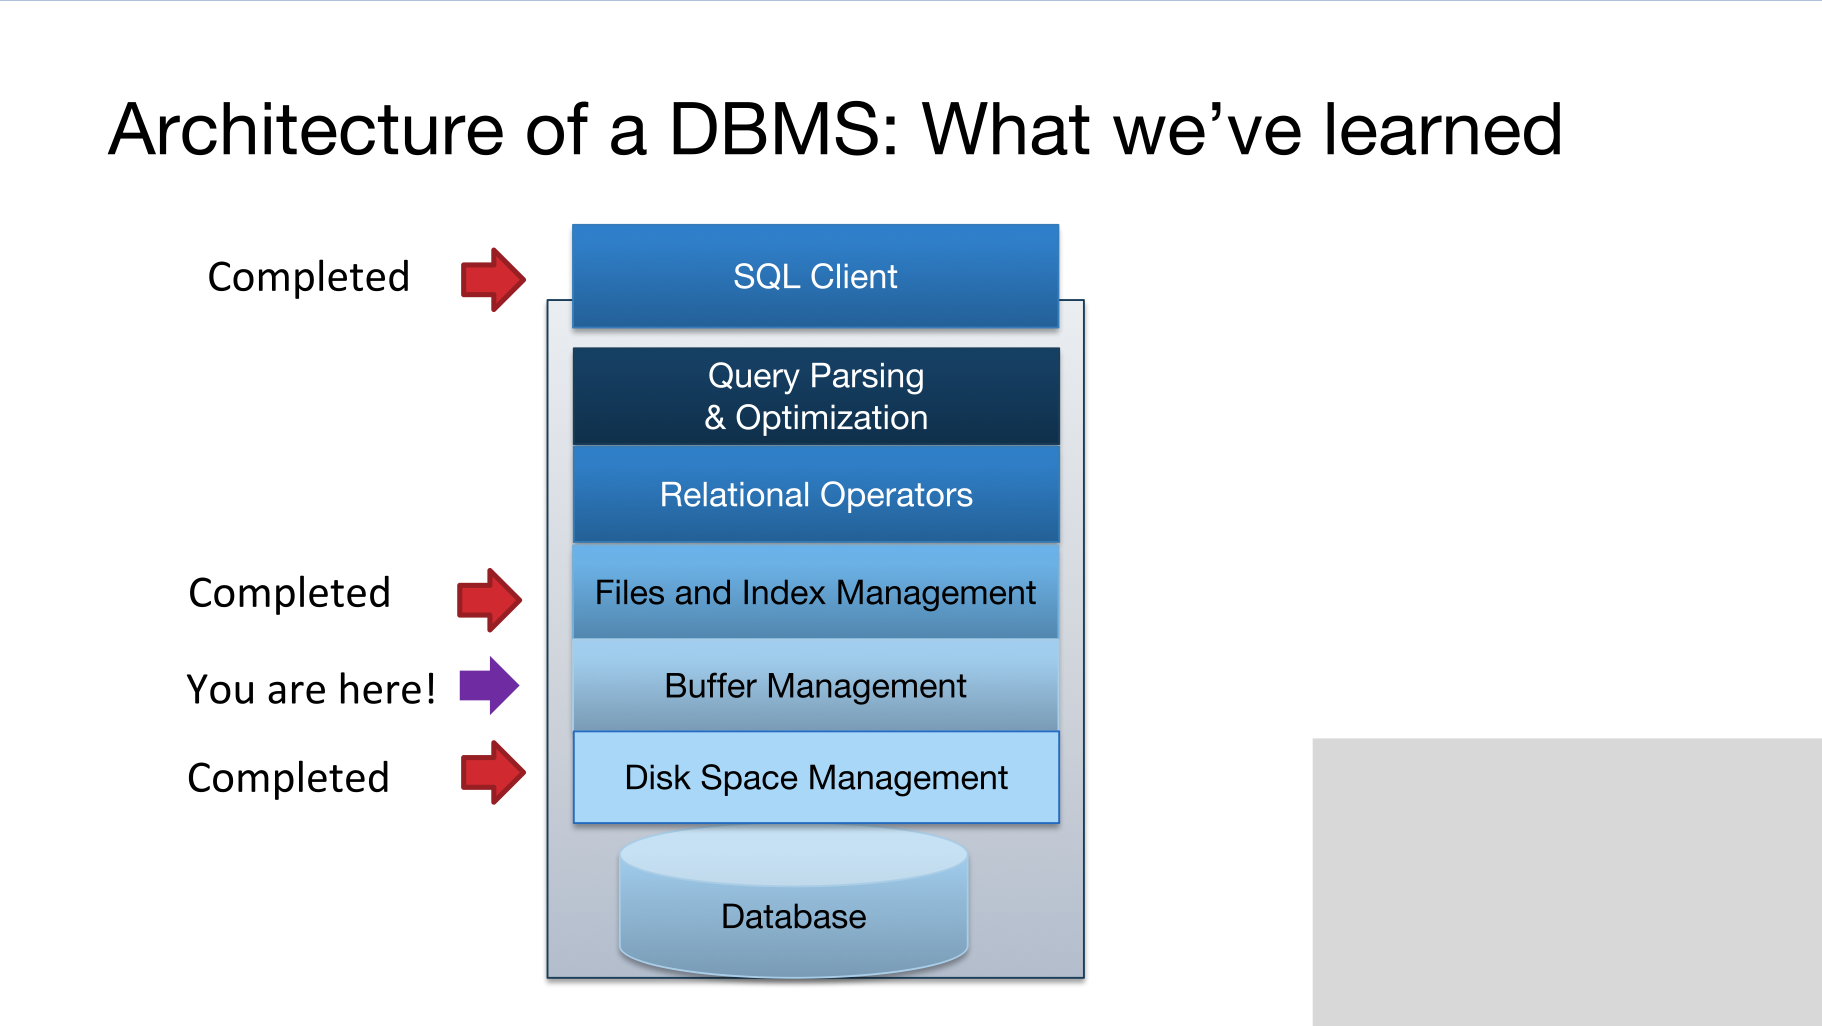 Architecture of a DBMS: What we’ve learned
Completed
SQL Client
Query Parsing
& Optimization
Relational Operators
Completed
Files and Index Management
You are here!
Buffer Management
Completed
Disk Space Management
Database